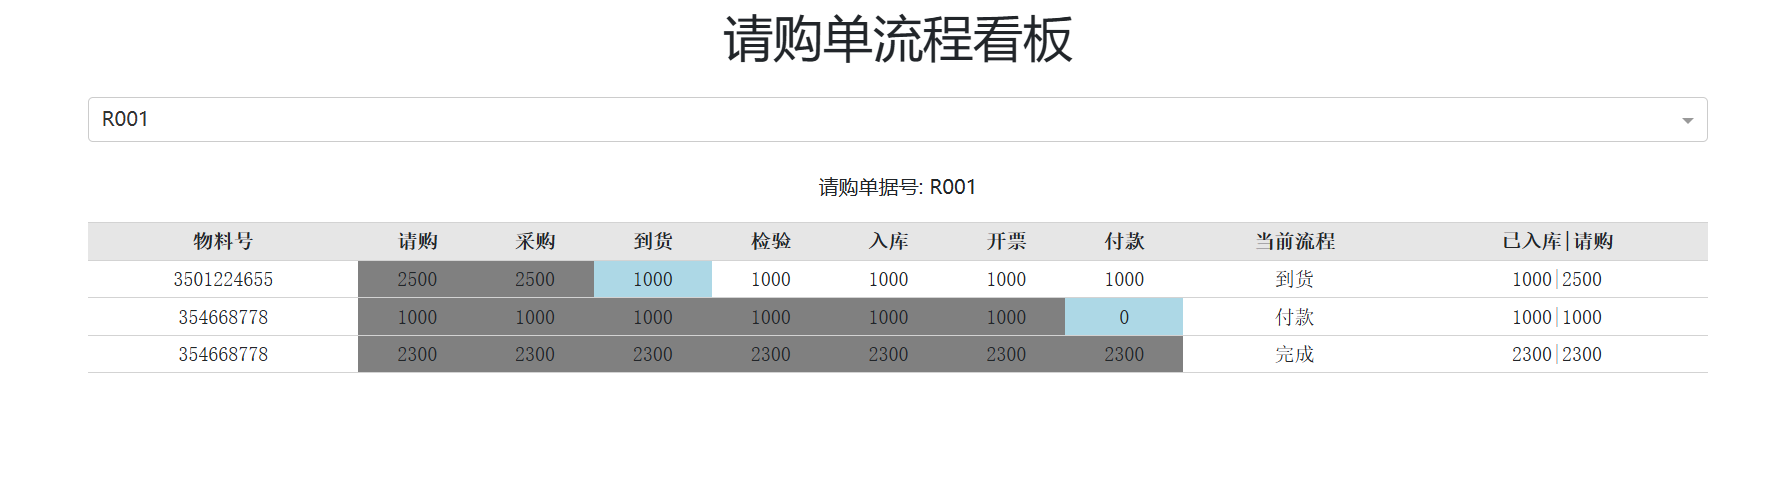 请购单流程看板
R001
请购单据号: R001
物料号 请购 采购 到货 检验 入库 开票 付款 当前流程 已入库|请购
3501224655 2500 2500 1000 1000 1000 1000 1000 到货 1000|2500
354668778 1000 1000 1000 1000 1000 1000 0 付款 1000|1000
354668778 2300 2300 2300 2300 2300 2300 2300 完成 2300|2300